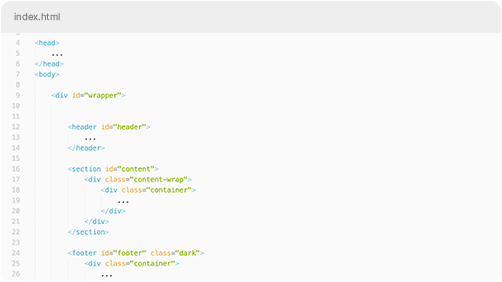 index.html
4 <head>
5 ...
6 </head>
7 <body>
8
9 <div id="wrapper">
10
11
12 <header id="header">
13 ...
14 </header>
15
16 <section id="content">
17 <div class="content-wrap">
18 <div class="container">
19 ...
20 </div>
21 </div>
22 </section>
23
24 <footer id="footer" class="dark">
25 <div class="container">
26 ...